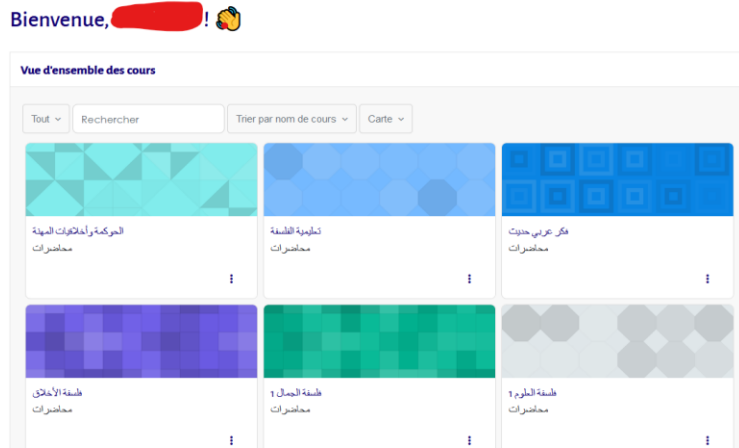 Bienvenue, ! 👋
Vue d'ensemble des cours
Tout
Rechercher
Trier par nom de cours
Carte
الحوكمة وأخلاقيات المهنة
محاضرات
تعليمية الفلسفة
محاضرات
فكر عربي حديث
محاضرات
فلسفة الأخلاق
محاضرات
فلسفة الجمال 1
محاضرات
فلسفة العلوم 1
محاضرات